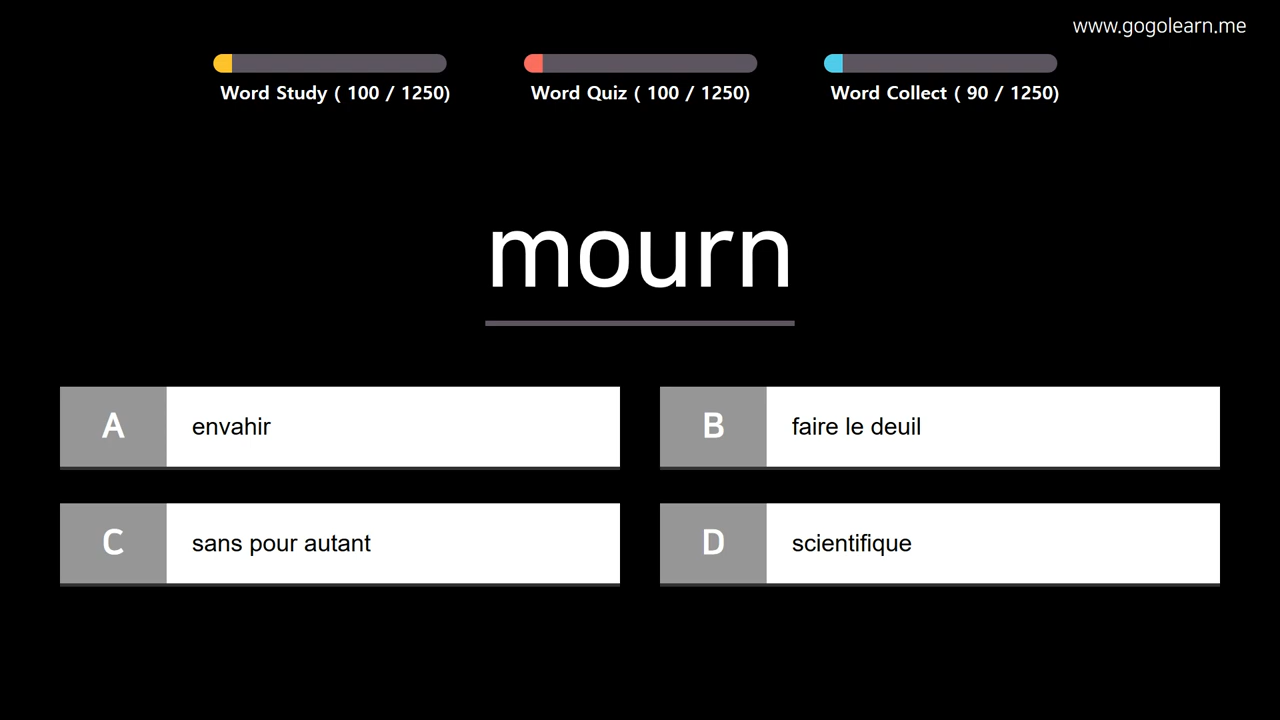 www.gogolearn.me
Word Study ( 100 / 1250)
Word Quiz ( 100 / 1250)
Word Collect ( 90 / 1250)
mourn
A envahir
B faire le deuil
C sans pour autant
D scientifique